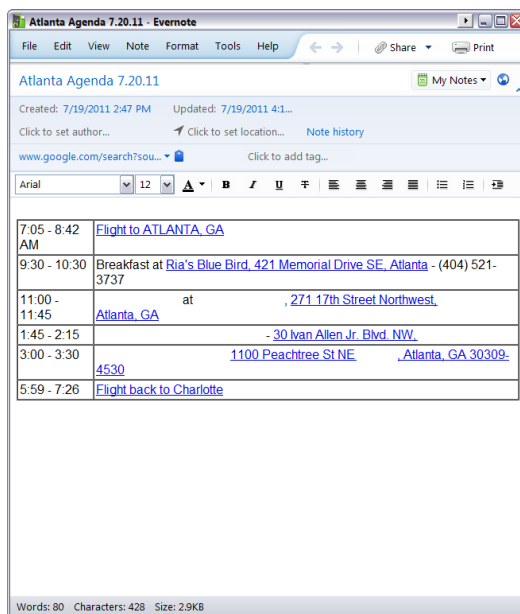 Atlanta Agenda 7.20.11 - Evernote
File Edit View Note Format Tools Help Share Print
Atlanta Agenda 7.20.11 My Notes
Created: 7/19/2011 2:47 PM Updated: 7/19/2011 4:1...
Click to set author... Click to set location... Note history
www.google.com/search?sou... Click to add tag...
Arial 12 A B I U T
7:05 - 8:42 Flight to ATLANTA, GA
AM
9:30 - 10:30 Breakfast at Ria's Blue Bird, 421 Memorial Drive SE, Atlanta - (404) 521-
3737
11:00 - at , 271 17th Street Northwest,
11:45 Atlanta, GA
1:45 - 2:15 - 30 Ivan Allen Jr. Blvd. NW,
3:00 - 3:30 1100 Peachtree St NE , Atlanta, GA 30309-
4530
5:59 - 7:26 Flight back to Charlotte
Words: 80 Characters: 428 Size: 2.9KB